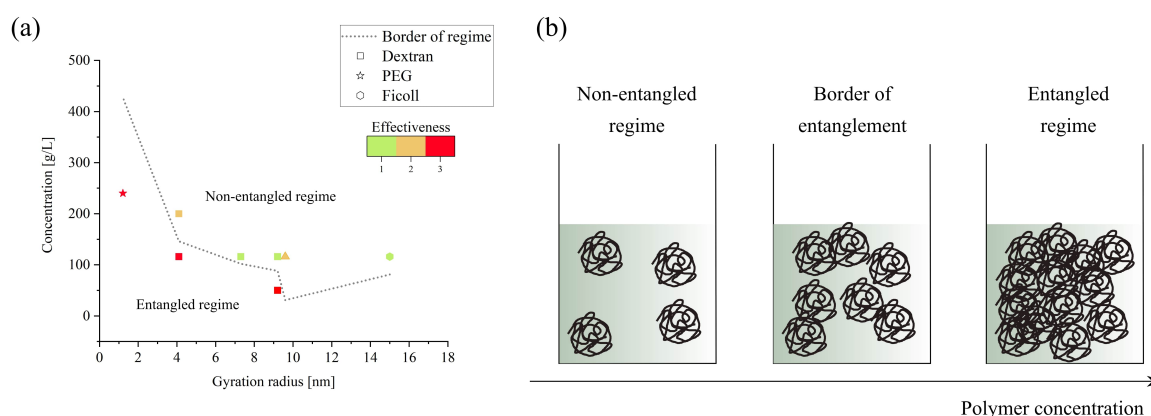 (a)
Border of regime
Dextran
PEG
Ficoll
Effectiveness
1 2 3
Concentration [g/L]
500
400
300
200
100
0
Non-entangled regime
Entangled regime
0 2 4 6 8 10 12 14 16 18
Gyration radius [nm]
(b)
Non-entangled
regime
Border of
entanglement
Entangled
regime
Polymer concentration